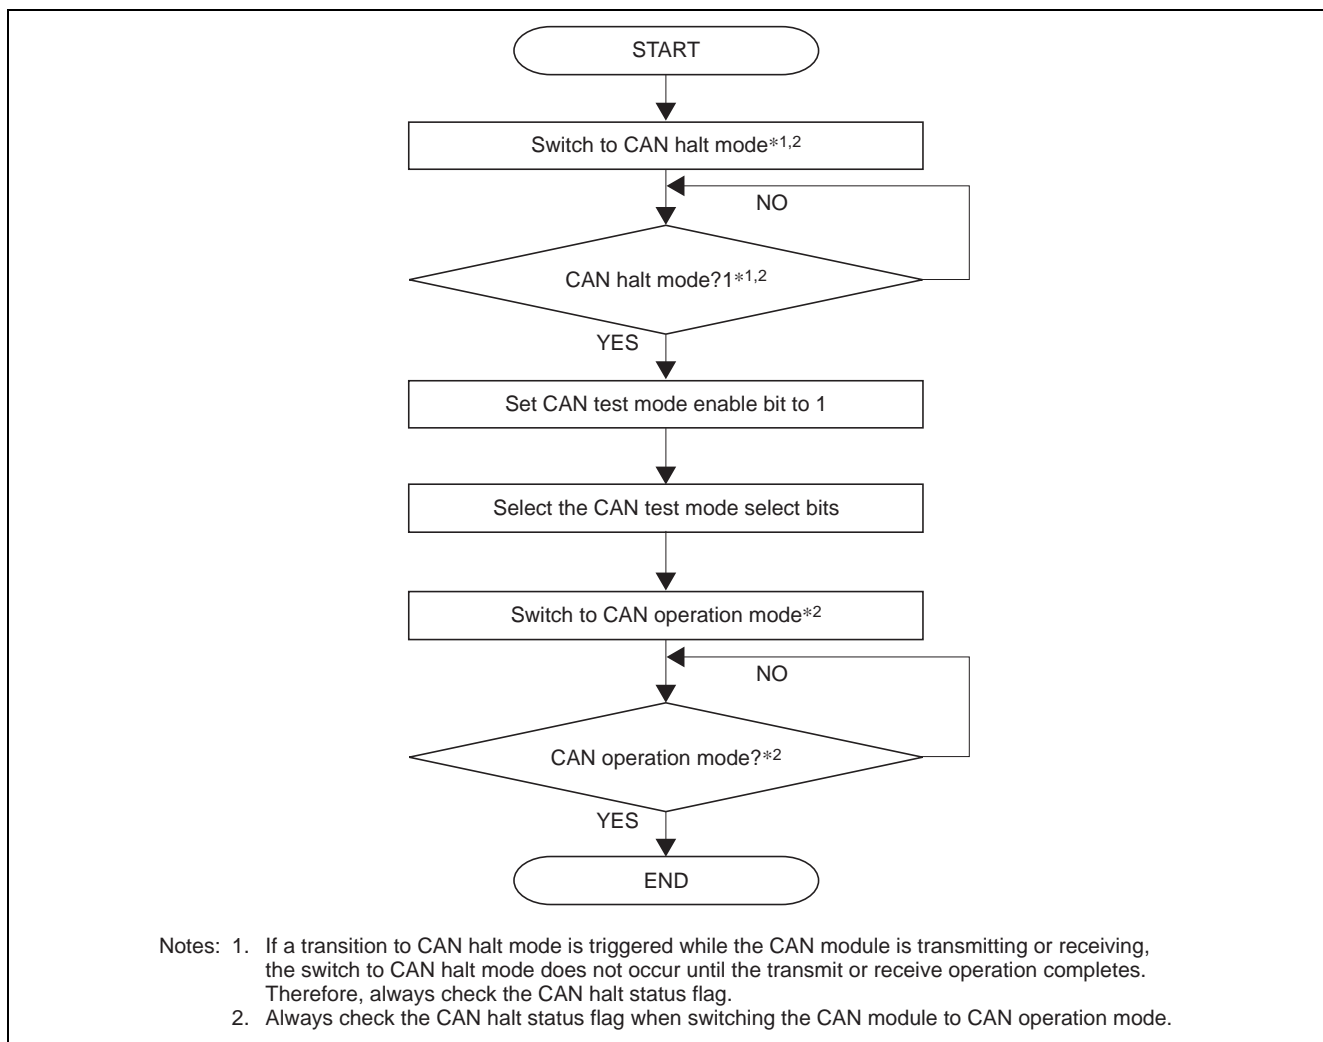 START
Switch to CAN halt mode*1,2
NO
CAN halt mode?1*1,2
YES
Set CAN test mode enable bit to 1
Select the CAN test mode select bits
Switch to CAN operation mode*2
NO
CAN operation mode?*2
YES
END
Notes: 1. If a transition to CAN halt mode is triggered while the CAN module is transmitting or receiving,
the switch to CAN halt mode does not occur until the transmit or receive operation completes.
Therefore, always check the CAN halt status flag.
2. Always check the CAN halt status flag when switching the CAN module to CAN operation mode.